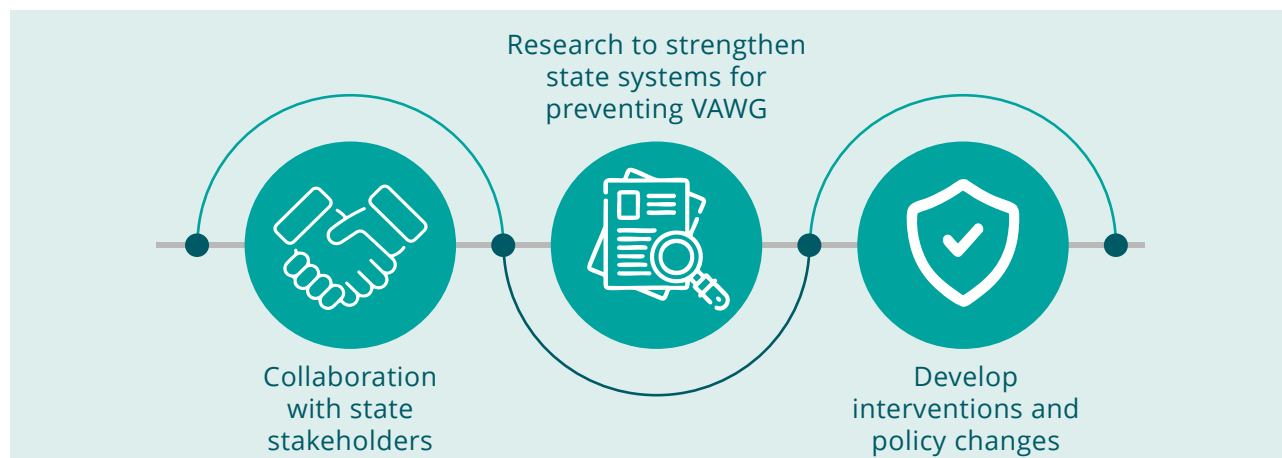 Research to strengthen
state systems for
preventing VAWG
Collaboration
with state
stakeholders
Develop
interventions and
policy changes